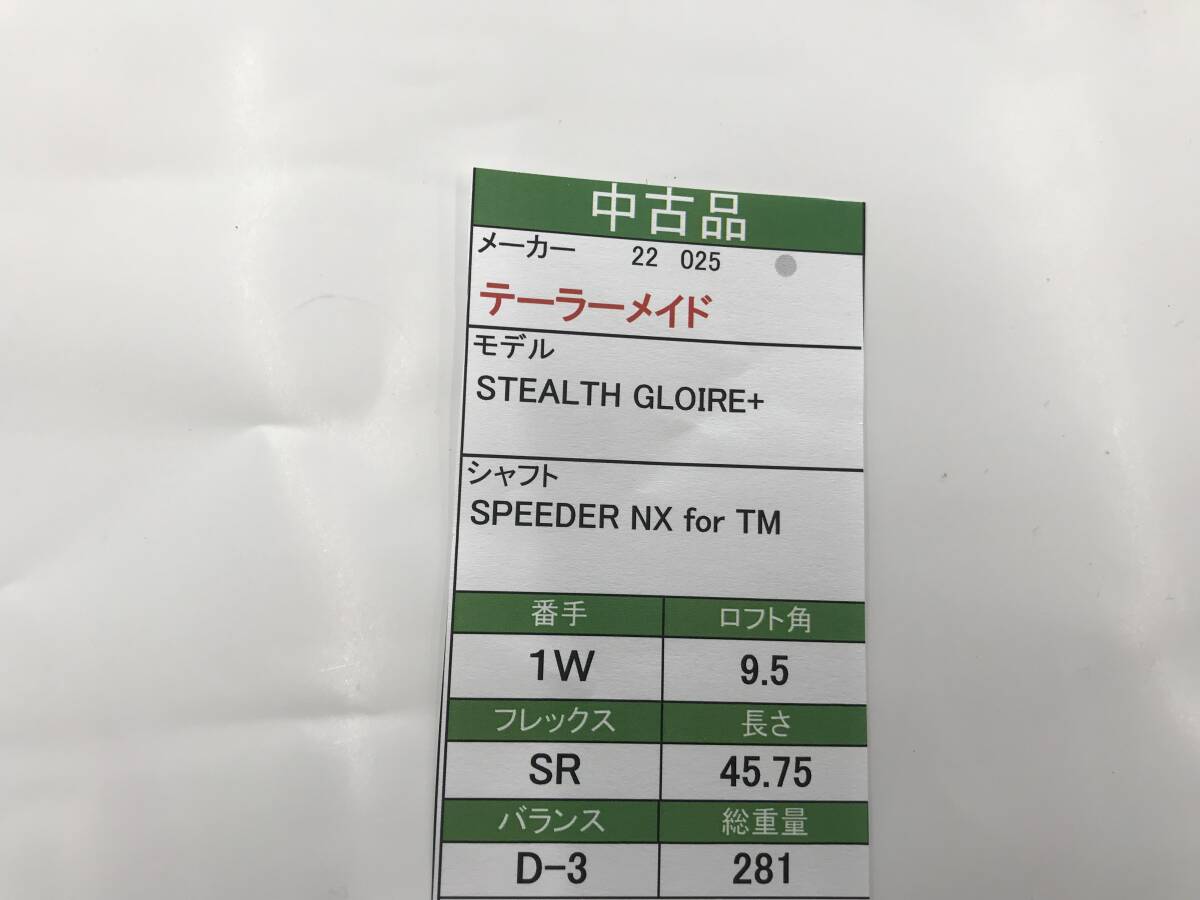 中古品
メーカー 22 025
テーラーメイド
モデル
STEALTH GLOIRE+
シャフト
SPEEDER NX for TM
番手 ロフト角
1W 9.5
フレックス 長さ
SR 45.75
バランス 総重量
D-3 281